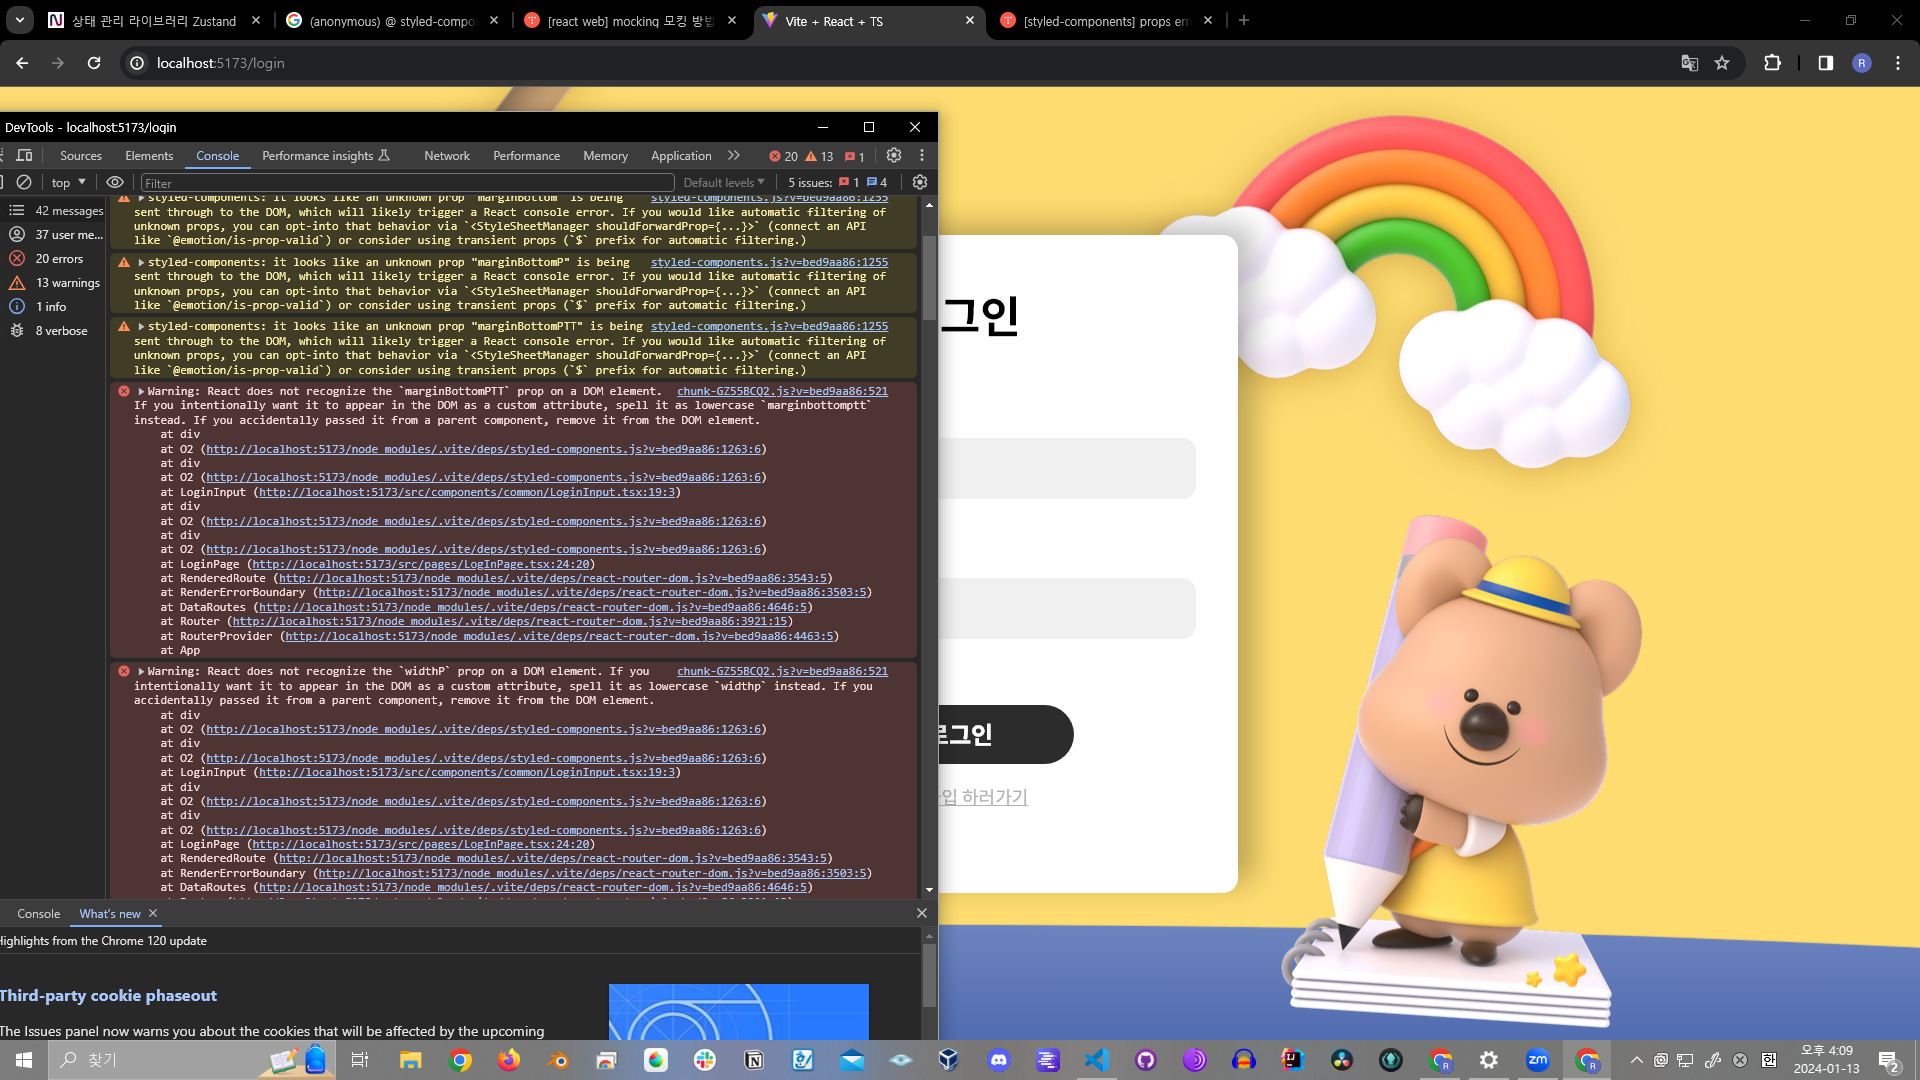 상태 관리 라이브러리 Zustand
(anonymous) @ styled-compo
[react web] mocking 모킹 방법
Vite + React + TS
[styled-components] props err
localhost:5173/login
R
DevTools - localhost:5173/login
Sources
Elements
Console
Performance insights
Network
Performance
Memory
Application
20
13
1
top
Filter
Default levels
5 issues:
1
4
42 messages
37 user me...
20 errors
13 warnings
1 info
8 verbose
styled-components: it looks like an unknown prop "marginBottom" is being styled-components.js?v=bed9aa86:1255
sent through to the DOM, which will likely trigger a React console error. If you would like automatic filtering of
unknown props, you can opt-into that behavior via `<StyleSheetManager shouldForwardProp={...}>` (connect an API
like `@emotion/is-prop-valid`) or consider using transient props (`$` prefix for automatic filtering.)
styled-components: it looks like an unknown prop "marginBottomP" is being styled-components.js?v=bed9aa86:1255
sent through to the DOM, which will likely trigger a React console error. If you would like automatic filtering of
unknown props, you can opt-into that behavior via `<StyleSheetManager shouldForwardProp={...}>` (connect an API
like `@emotion/is-prop-valid`) or consider using transient props (`$` prefix for automatic filtering.)
styled-components: it looks like an unknown prop "marginBottomPTT" is being styled-components.js?v=bed9aa86:1255
sent through to the DOM, which will likely trigger a React console error. If you would like automatic filtering of
unknown props, you can opt-into that behavior via `<StyleSheetManager shouldForwardProp={...}>` (connect an API
like `@emotion/is-prop-valid`) or consider using transient props (`$` prefix for automatic filtering.)
Warning: React does not recognize the `marginBottomPTT` prop on a DOM element. chunk-GZ55BCQ2.js?v=bed9aa86:521
If you intentionally want it to appear in the DOM as a custom attribute, spell it as lowercase `marginbottomptt`
instead. If you accidentally passed it from a parent component, remove it from the DOM element.
at div
at O2 (http://localhost:5173/node_modules/.vite/deps/styled-components.js?v=bed9aa86:1263:6)
at div
at O2 (http://localhost:5173/node_modules/.vite/deps/styled-components.js?v=bed9aa86:1263:6)
at LoginInput (http://localhost:5173/src/components/common/LoginInput.tsx:19:3)
at div
at O2 (http://localhost:5173/node_modules/.vite/deps/styled-components.js?v=bed9aa86:1263:6)
at div
at O2 (http://localhost:5173/node_modules/.vite/deps/styled-components.js?v=bed9aa86:1263:6)
at LoginPage (http://localhost:5173/src/pages/LogInPage.tsx:24:20)
at RenderedRoute (http://localhost:5173/node_modules/.vite/deps/react-router-dom.js?v=bed9aa86:3543:5)
at RenderErrorBoundary (http://localhost:5173/node_modules/.vite/deps/react-router-dom.js?v=bed9aa86:3503:5)
at DataRoutes (http://localhost:5173/node_modules/.vite/deps/react-router-dom.js?v=bed9aa86:4646:5)
at Router (http://localhost:5173/node_modules/.vite/deps/react-router-dom.js?v=bed9aa86:3921:15)
at RouterProvider (http://localhost:5173/node_modules/.vite/deps/react-router-dom.js?v=bed9aa86:4463:5)
at App
Warning: React does not recognize the `widthP` prop on a DOM element. If you chunk-GZ55BCQ2.js?v=bed9aa86:521
intentionally want it to appear in the DOM as a custom attribute, spell it as lowercase `widthp` instead. If you
accidentally passed it from a parent component, remove it from the DOM element.
at div
at O2 (http://localhost:5173/node_modules/.vite/deps/styled-components.js?v=bed9aa86:1263:6)
at div
at O2 (http://localhost:5173/node_modules/.vite/deps/styled-components.js?v=bed9aa86:1263:6)
at LoginInput (http://localhost:5173/src/components/common/LoginInput.tsx:19:3)
at div
at O2 (http://localhost:5173/node_modules/.vite/deps/styled-components.js?v=bed9aa86:1263:6)
at div
at O2 (http://localhost:5173/node_modules/.vite/deps/styled-components.js?v=bed9aa86:1263:6)
at LoginPage (http://localhost:5173/src/pages/LogInPage.tsx:24:20)
at RenderedRoute (http://localhost:5173/node_modules/.vite/deps/react-router-dom.js?v=bed9aa86:3543:5)
at RenderErrorBoundary (http://localhost:5173/node_modules/.vite/deps/react-router-dom.js?v=bed9aa86:3503:5)
at DataRoutes (http://localhost:5173/node_modules/.vite/deps/react-router-dom.js?v=bed9aa86:4646:5)
Console
What's new
Highlights from the Chrome 120 update
Third-party cookie phaseout
The Issues panel now warns you about the cookies that will be affected by the upcoming
그인
로그인
입 하러가기
찾기
zm
오후 4:09
2024-01-13
2